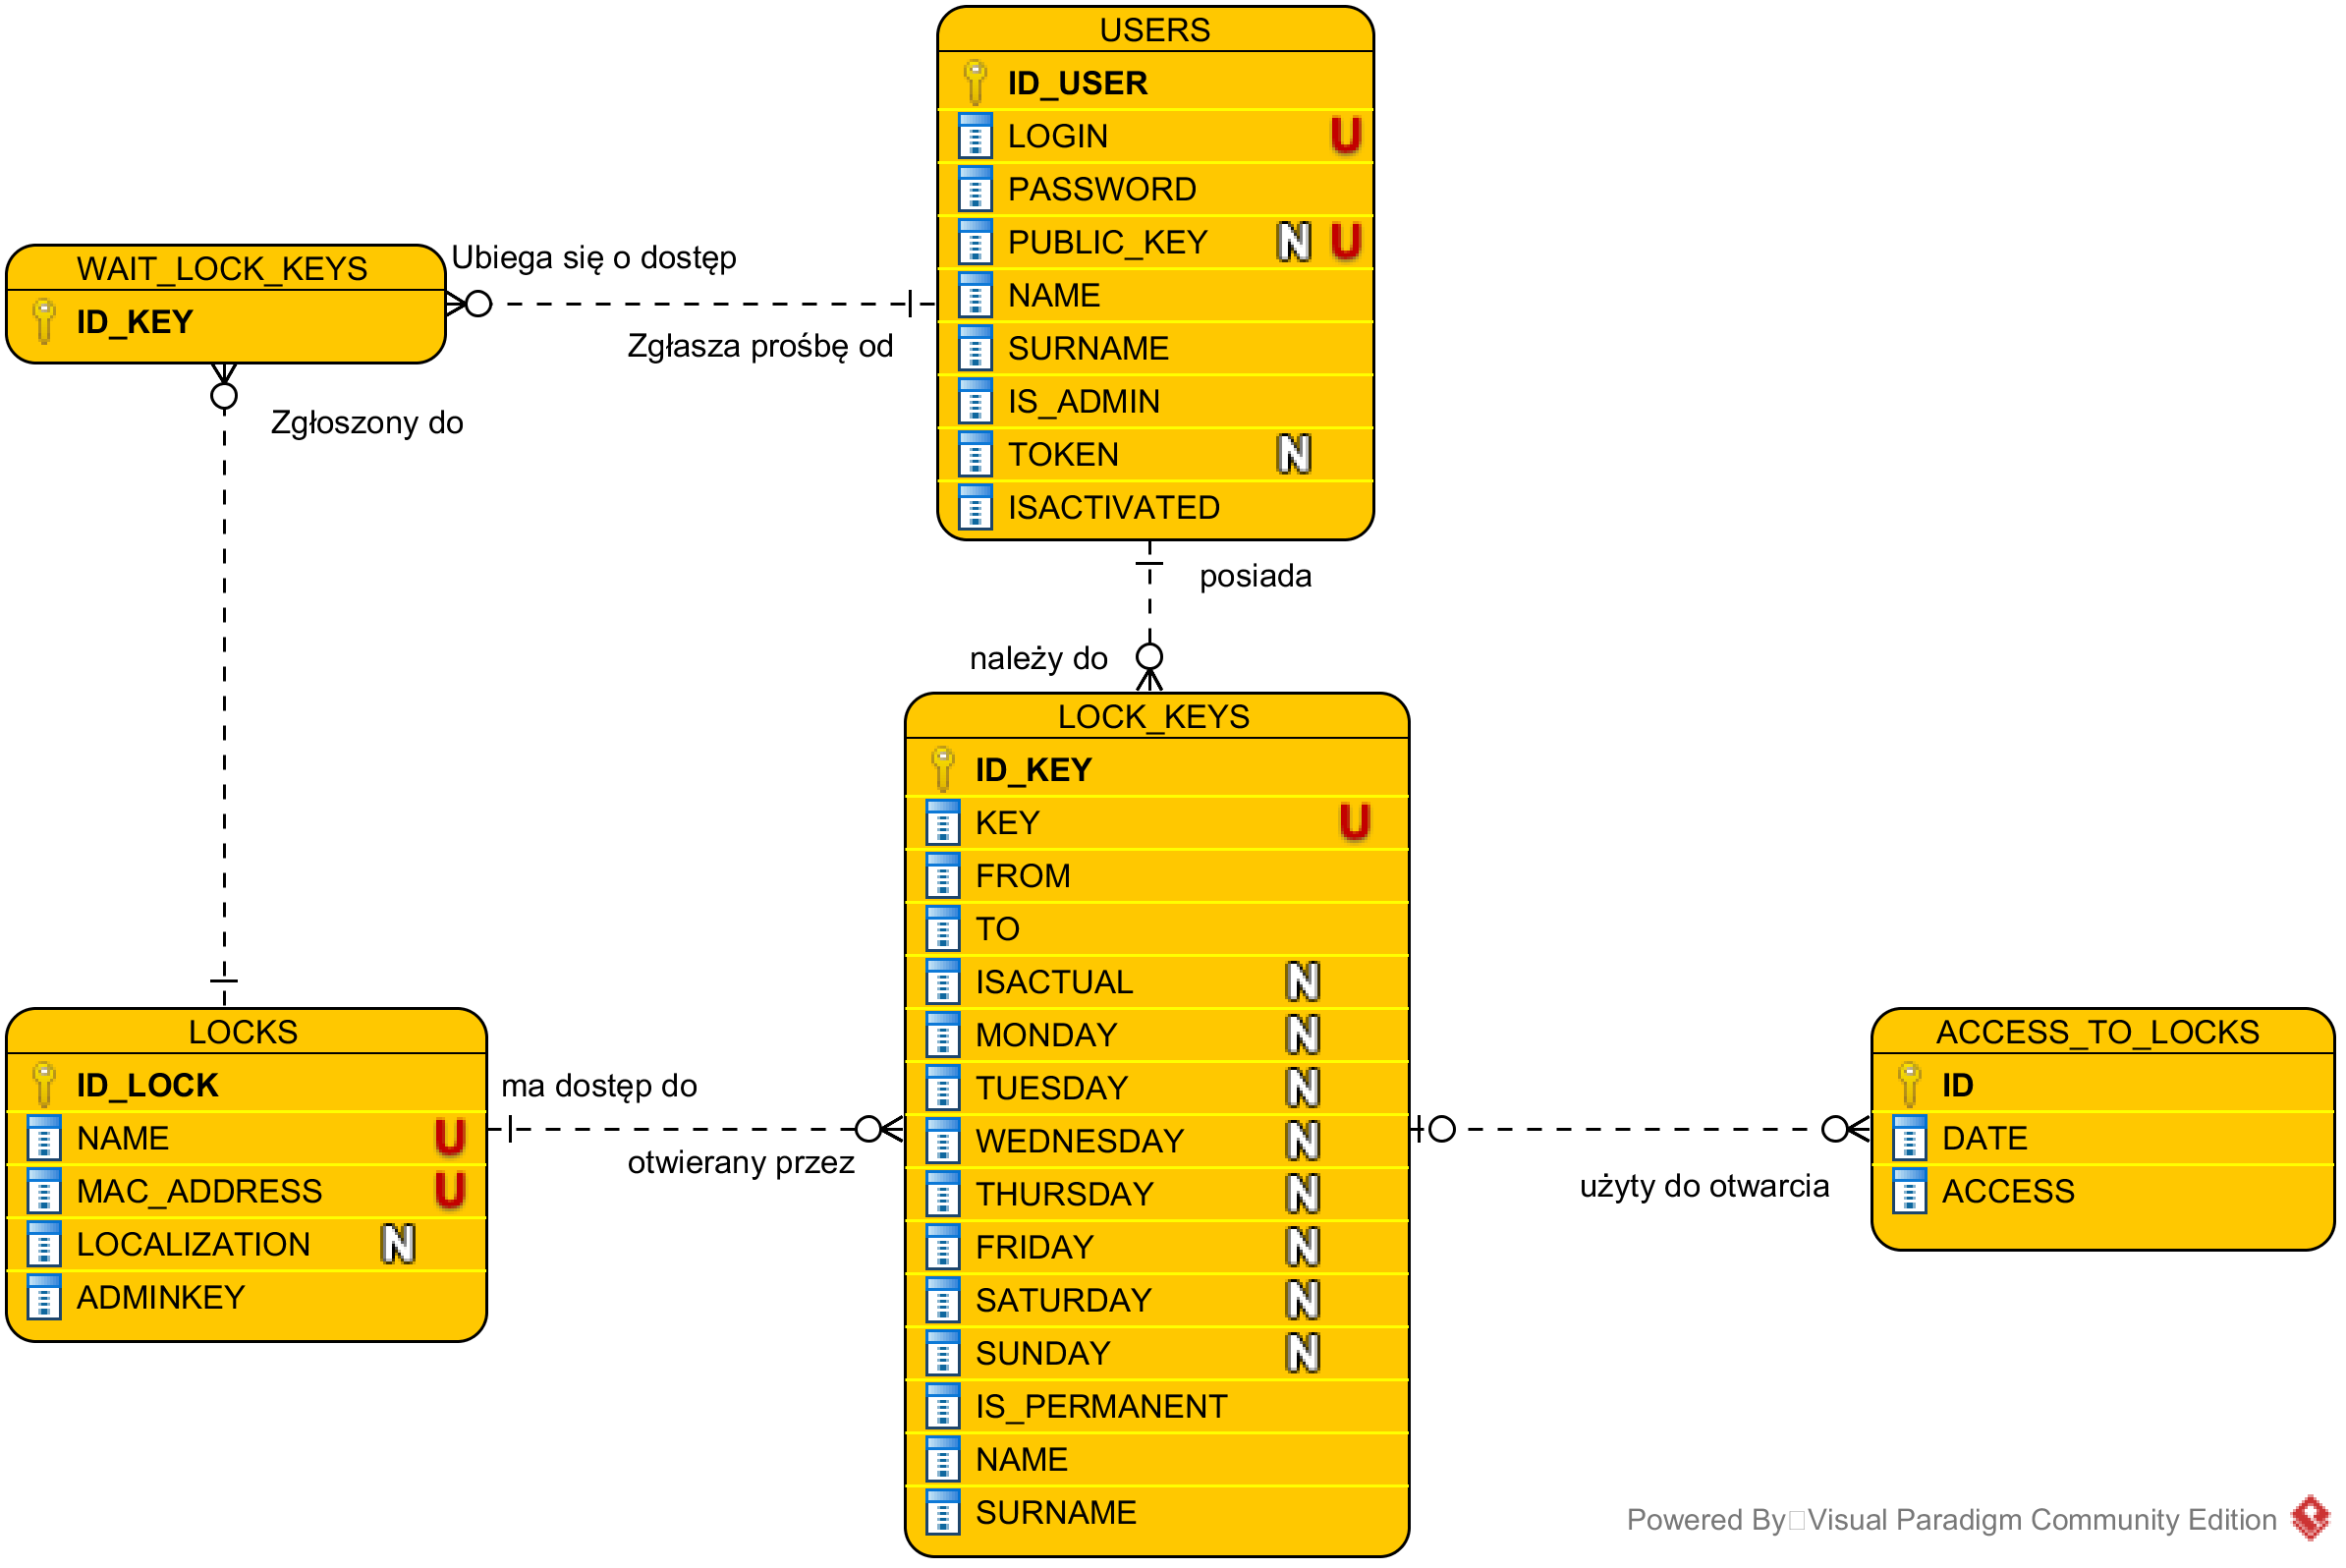 USERS
ID_USER
LOGIN U
PASSWORD
PUBLIC_KEY N U
NAME
SURNAME
IS_ADMIN
TOKEN N
ISACTIVATED
WAIT_LOCK_KEYS
ID_KEY
Ubiega się o dostęp
Zgłasza prośbę od
Zgłoszony do
posiada
należy do
LOCK_KEYS
ID_KEY
KEY U
FROM
TO
ISACTUAL N
MONDAY N
TUESDAY N
WEDNESDAY N
THURSDAY N
FRIDAY N
SATURDAY N
SUNDAY N
IS_PERMANENT
NAME
SURNAME
LOCKS
ID_LOCK
NAME U
MAC_ADDRESS U
LOCALIZATION N
ADMINKEY
ma dostęp do
otwierany przez
użyty do otwarcia
ACCESS_TO_LOCKS
ID
DATE
ACCESS
Powered By Visual Paradigm Community Edition